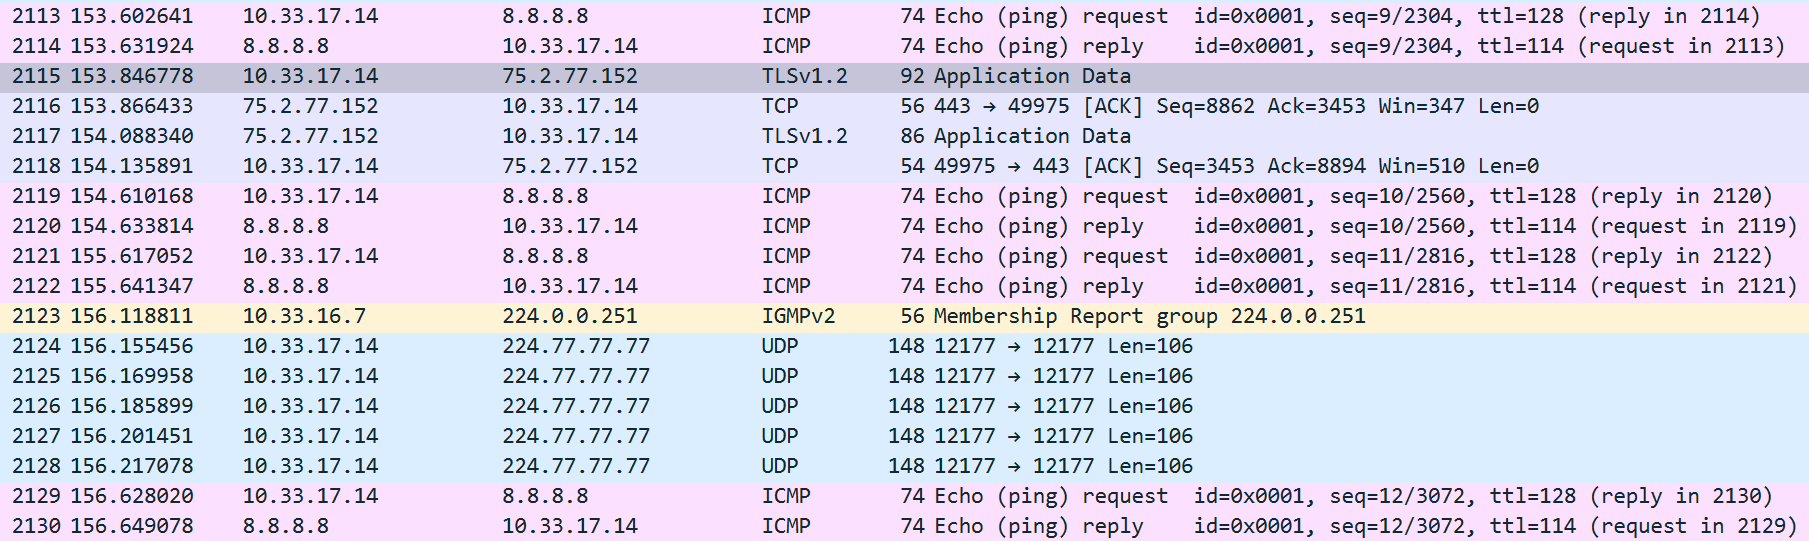 2113 153.602641 10.33.17.14 8.8.8.8 ICMP 74 Echo (ping) request id=0x0001, seq=9/2304, ttl=128 (reply in 2114)
2114 153.631924 8.8.8.8 10.33.17.14 ICMP 74 Echo (ping) reply id=0x0001, seq=9/2304, ttl=114 (request in 2113)
2115 153.846778 10.33.17.14 75.2.77.152 TLSv1.2 92 Application Data
2116 153.866433 75.2.77.152 10.33.17.14 TCP 56 443 → 49975 [ACK] Seq=8862 Ack=3453 Win=347 Len=0
2117 154.088340 75.2.77.152 10.33.17.14 TLSv1.2 86 Application Data
2118 154.135891 10.33.17.14 75.2.77.152 TCP 54 49975 → 443 [ACK] Seq=3453 Ack=8894 Win=510 Len=0
2119 154.610168 10.33.17.14 8.8.8.8 ICMP 74 Echo (ping) request id=0x0001, seq=10/2560, ttl=128 (reply in 2120)
2120 154.633814 8.8.8.8 10.33.17.14 ICMP 74 Echo (ping) reply id=0x0001, seq=10/2560, ttl=114 (request in 2119)
2121 155.617052 10.33.17.14 8.8.8.8 ICMP 74 Echo (ping) request id=0x0001, seq=11/2816, ttl=128 (reply in 2122)
2122 155.641347 8.8.8.8 10.33.17.14 ICMP 74 Echo (ping) reply id=0x0001, seq=11/2816, ttl=114 (request in 2121)
2123 156.118811 10.33.16.7 224.0.0.251 IGMPv2 56 Membership Report group 224.0.0.251
2124 156.155456 10.33.17.14 224.77.77.77 UDP 148 12177 → 12177 Len=106
2125 156.169958 10.33.17.14 224.77.77.77 UDP 148 12177 → 12177 Len=106
2126 156.185899 10.33.17.14 224.77.77.77 UDP 148 12177 → 12177 Len=106
2127 156.201451 10.33.17.14 224.77.77.77 UDP 148 12177 → 12177 Len=106
2128 156.217078 10.33.17.14 224.77.77.77 UDP 148 12177 → 12177 Len=106
2129 156.628020 10.33.17.14 8.8.8.8 ICMP 74 Echo (ping) request id=0x0001, seq=12/3072, ttl=128 (reply in 2130)
2130 156.649078 8.8.8.8 10.33.17.14 ICMP 74 Echo (ping) reply id=0x0001, seq=12/3072, ttl=114 (request in 2129)